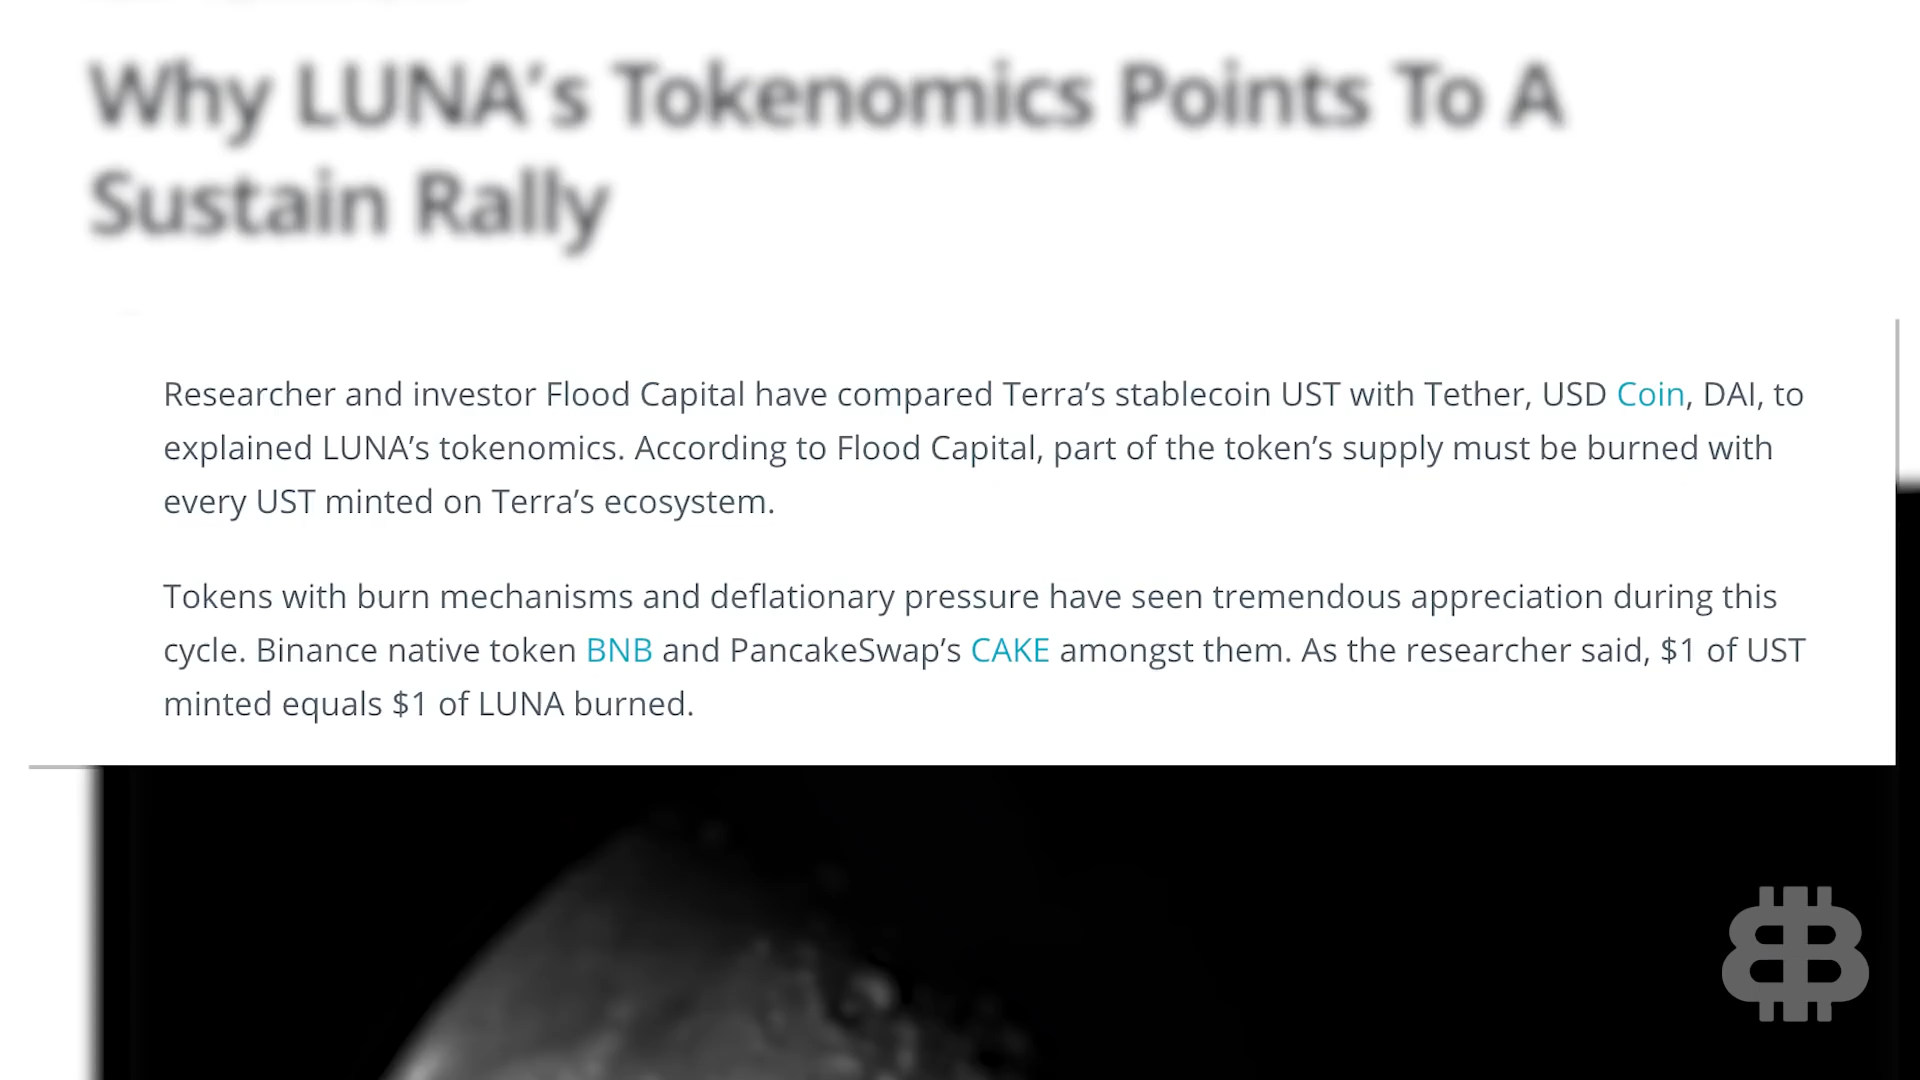 Why LUNA’s Tokenomics Points To A
Sustain Rally
Researcher and investor Flood Capital have compared Terra’s stablecoin UST with Tether, USD Coin, DAI, to
explained LUNA’s tokenomics. According to Flood Capital, part of the token’s supply must be burned with
every UST minted on Terra’s ecosystem.
Tokens with burn mechanisms and deflationary pressure have seen tremendous appreciation during this
cycle. Binance native token BNB and PancakeSwap’s CAKE amongst them. As the researcher said, $1 of UST
minted equals $1 of LUNA burned.